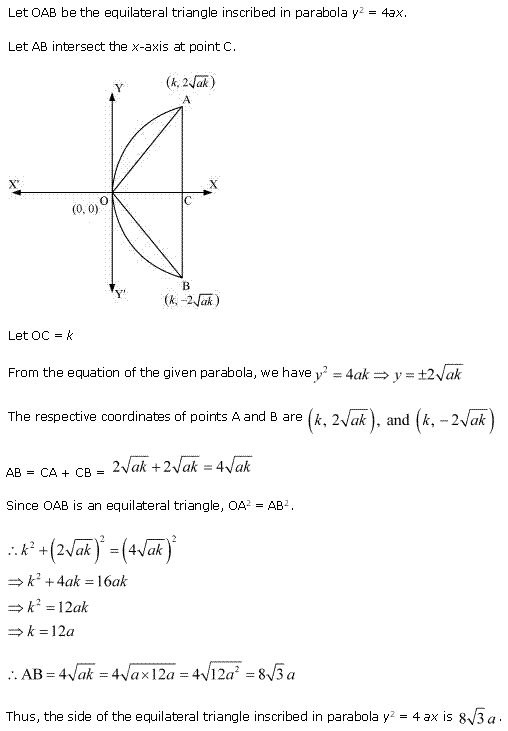 Let OAB be the equilateral triangle inscribed in parabola y² = 4ax.
Let AB intersect the x-axis at point C.
(k, 2√ak)
Y
A
X'
X
O
C
(0, 0)
B
Y'
(k, –2√ak)
Let OC = k
From the equation of the given parabola, we have y² = 4ak ⇒ y = ±2√ak
The respective coordinates of points A and B are (k, 2√ak), and (k, –2√ak)
AB = CA + CB = 2√ak + 2√ak = 4√ak
Since OAB is an equilateral triangle, OA² = AB².
∴ k² + (2√ak)² = (4√ak)²
⇒ k² + 4ak = 16ak
⇒ k² = 12ak
⇒ k = 12a
∴ AB = 4√ak = 4√(a×12a) = 4√(12a²) = 8√3 a
Thus, the side of the equilateral triangle inscribed in parabola y² = 4 ax is 8√3 a.